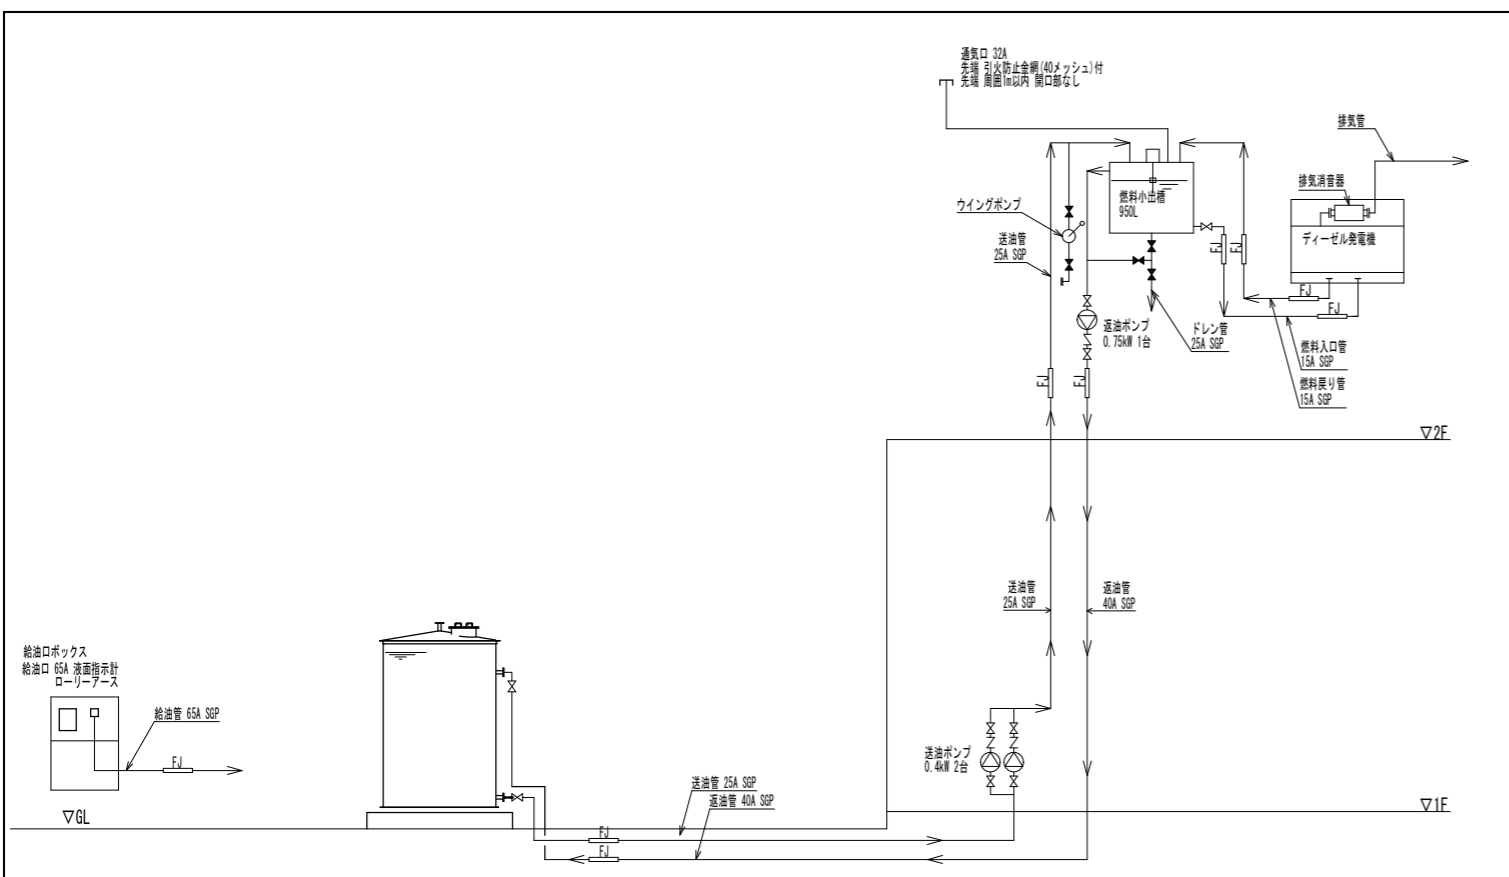 通気口 32A
先端 引火防止金網(40メッシュ)付
先端 周囲1m以内 開口部なし
排気管
排気消音器
ディーゼル発電機
燃料小出槽
950L
ウイングポンプ
送油管
25A SGP
FJ
FJ
FJ
FJ
返油ポンプ
0.75kW 1台
ドレン管
25A SGP
燃料入口管
15A SGP
燃料戻り管
15A SGP
FJ
FJ
▽2F
送油管
25A SGP
返油管
40A SGP
給油口ボックス
給油口 65A 液面指示計
ローリーアース
給油管 65A SGP
FJ
送油ポンプ
0.4kW 2台
送油管 25A SGP
返油管 40A SGP
▽GL
▽1F
FJ
FJ